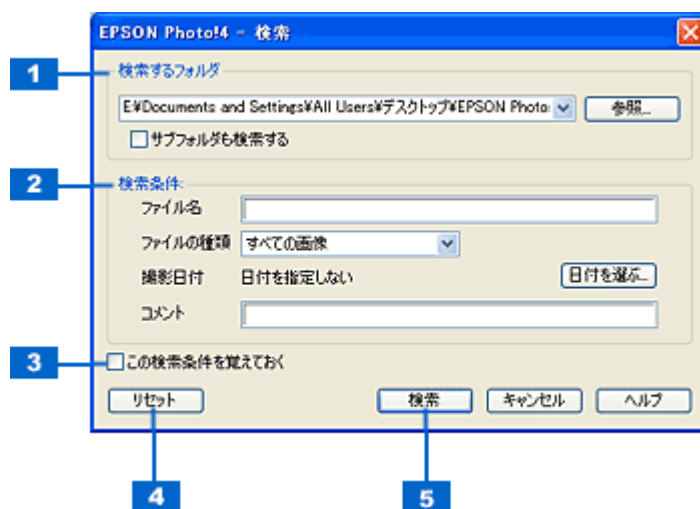 EPSON Photo!4 - 検索
1
検索するフォルダ
E¥Documents and Settings¥All Users¥デスクトップ¥EPSON Photo:
参照...
サブフォルダも検索する
2
検索条件:
ファイル名
ファイルの種類 すべての画像
撮影日付 日付を指定しない 日付を選ぶ...
コメント
3
この検索条件を覚えておく
リセット 検索 キャンセル ヘルプ
4 5